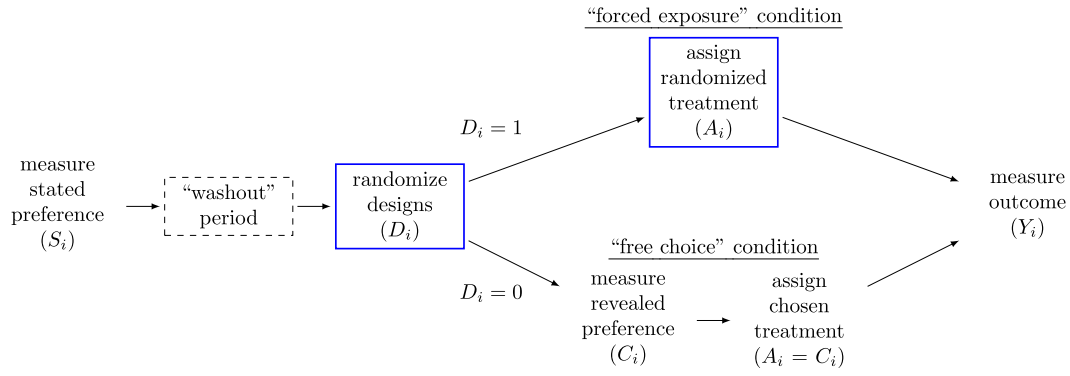 measure
stated
preference
(S_i)
“washout”
period
randomize
designs
(D_i)
D_i = 1
“forced exposure” condition
assign
randomized
treatment
(A_i)
D_i = 0
“free choice” condition
measure
revealed
preference
(C_i)
assign
chosen
treatment
(A_i = C_i)
measure
outcome
(Y_i)